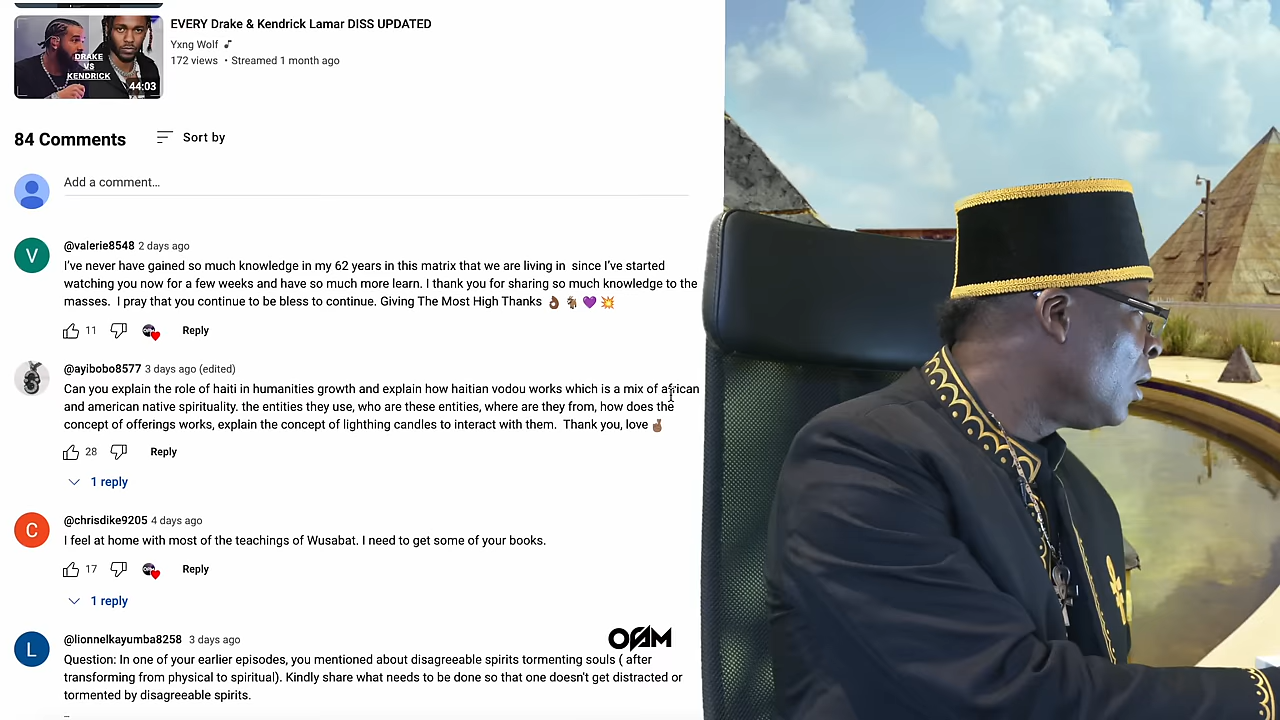 EVERY Drake & Kendrick Lamar DISS UPDATED
Yxng Wolf
172 views • Streamed 1 month ago
DRAKE
VS
KENDRICK
44:03
84 Comments
Sort by
Add a comment...
V
@valerie8548 2 days ago
I've never have gained so much knowledge in my 62 years in this matrix that we are living in since I've started
watching you now for a few weeks and have so much more learn. I thank you for sharing so much knowledge to the
masses. I pray that you continue to be bless to continue. Giving The Most High Thanks 👌🏾 🐐 💜 💥
11
Reply
@ayibobo8577 3 days ago (edited)
Can you explain the role of haiti in humanities growth and explain how haitian vodou works which is a mix of african
and american native spirituality. the entities they use, who are these entities, where are they from, how does the
concept of offerings works, explain the concept of lighthing candles to interact with them. Thank you, love ✌🏾
28
Reply
1 reply
C
@chrisdike9205 4 days ago
I feel at home with most of the teachings of Wusabat. I need to get some of your books.
17
Reply
1 reply
L
@lionnelkayumba8258 3 days ago
Question: In one of your earlier episodes, you mentioned about disagreeable spirits tormenting souls ( after
transforming from physical to spiritual). Kindly share what needs to be done so that one doesn't get distracted or
tormented by disagreeable spirits.